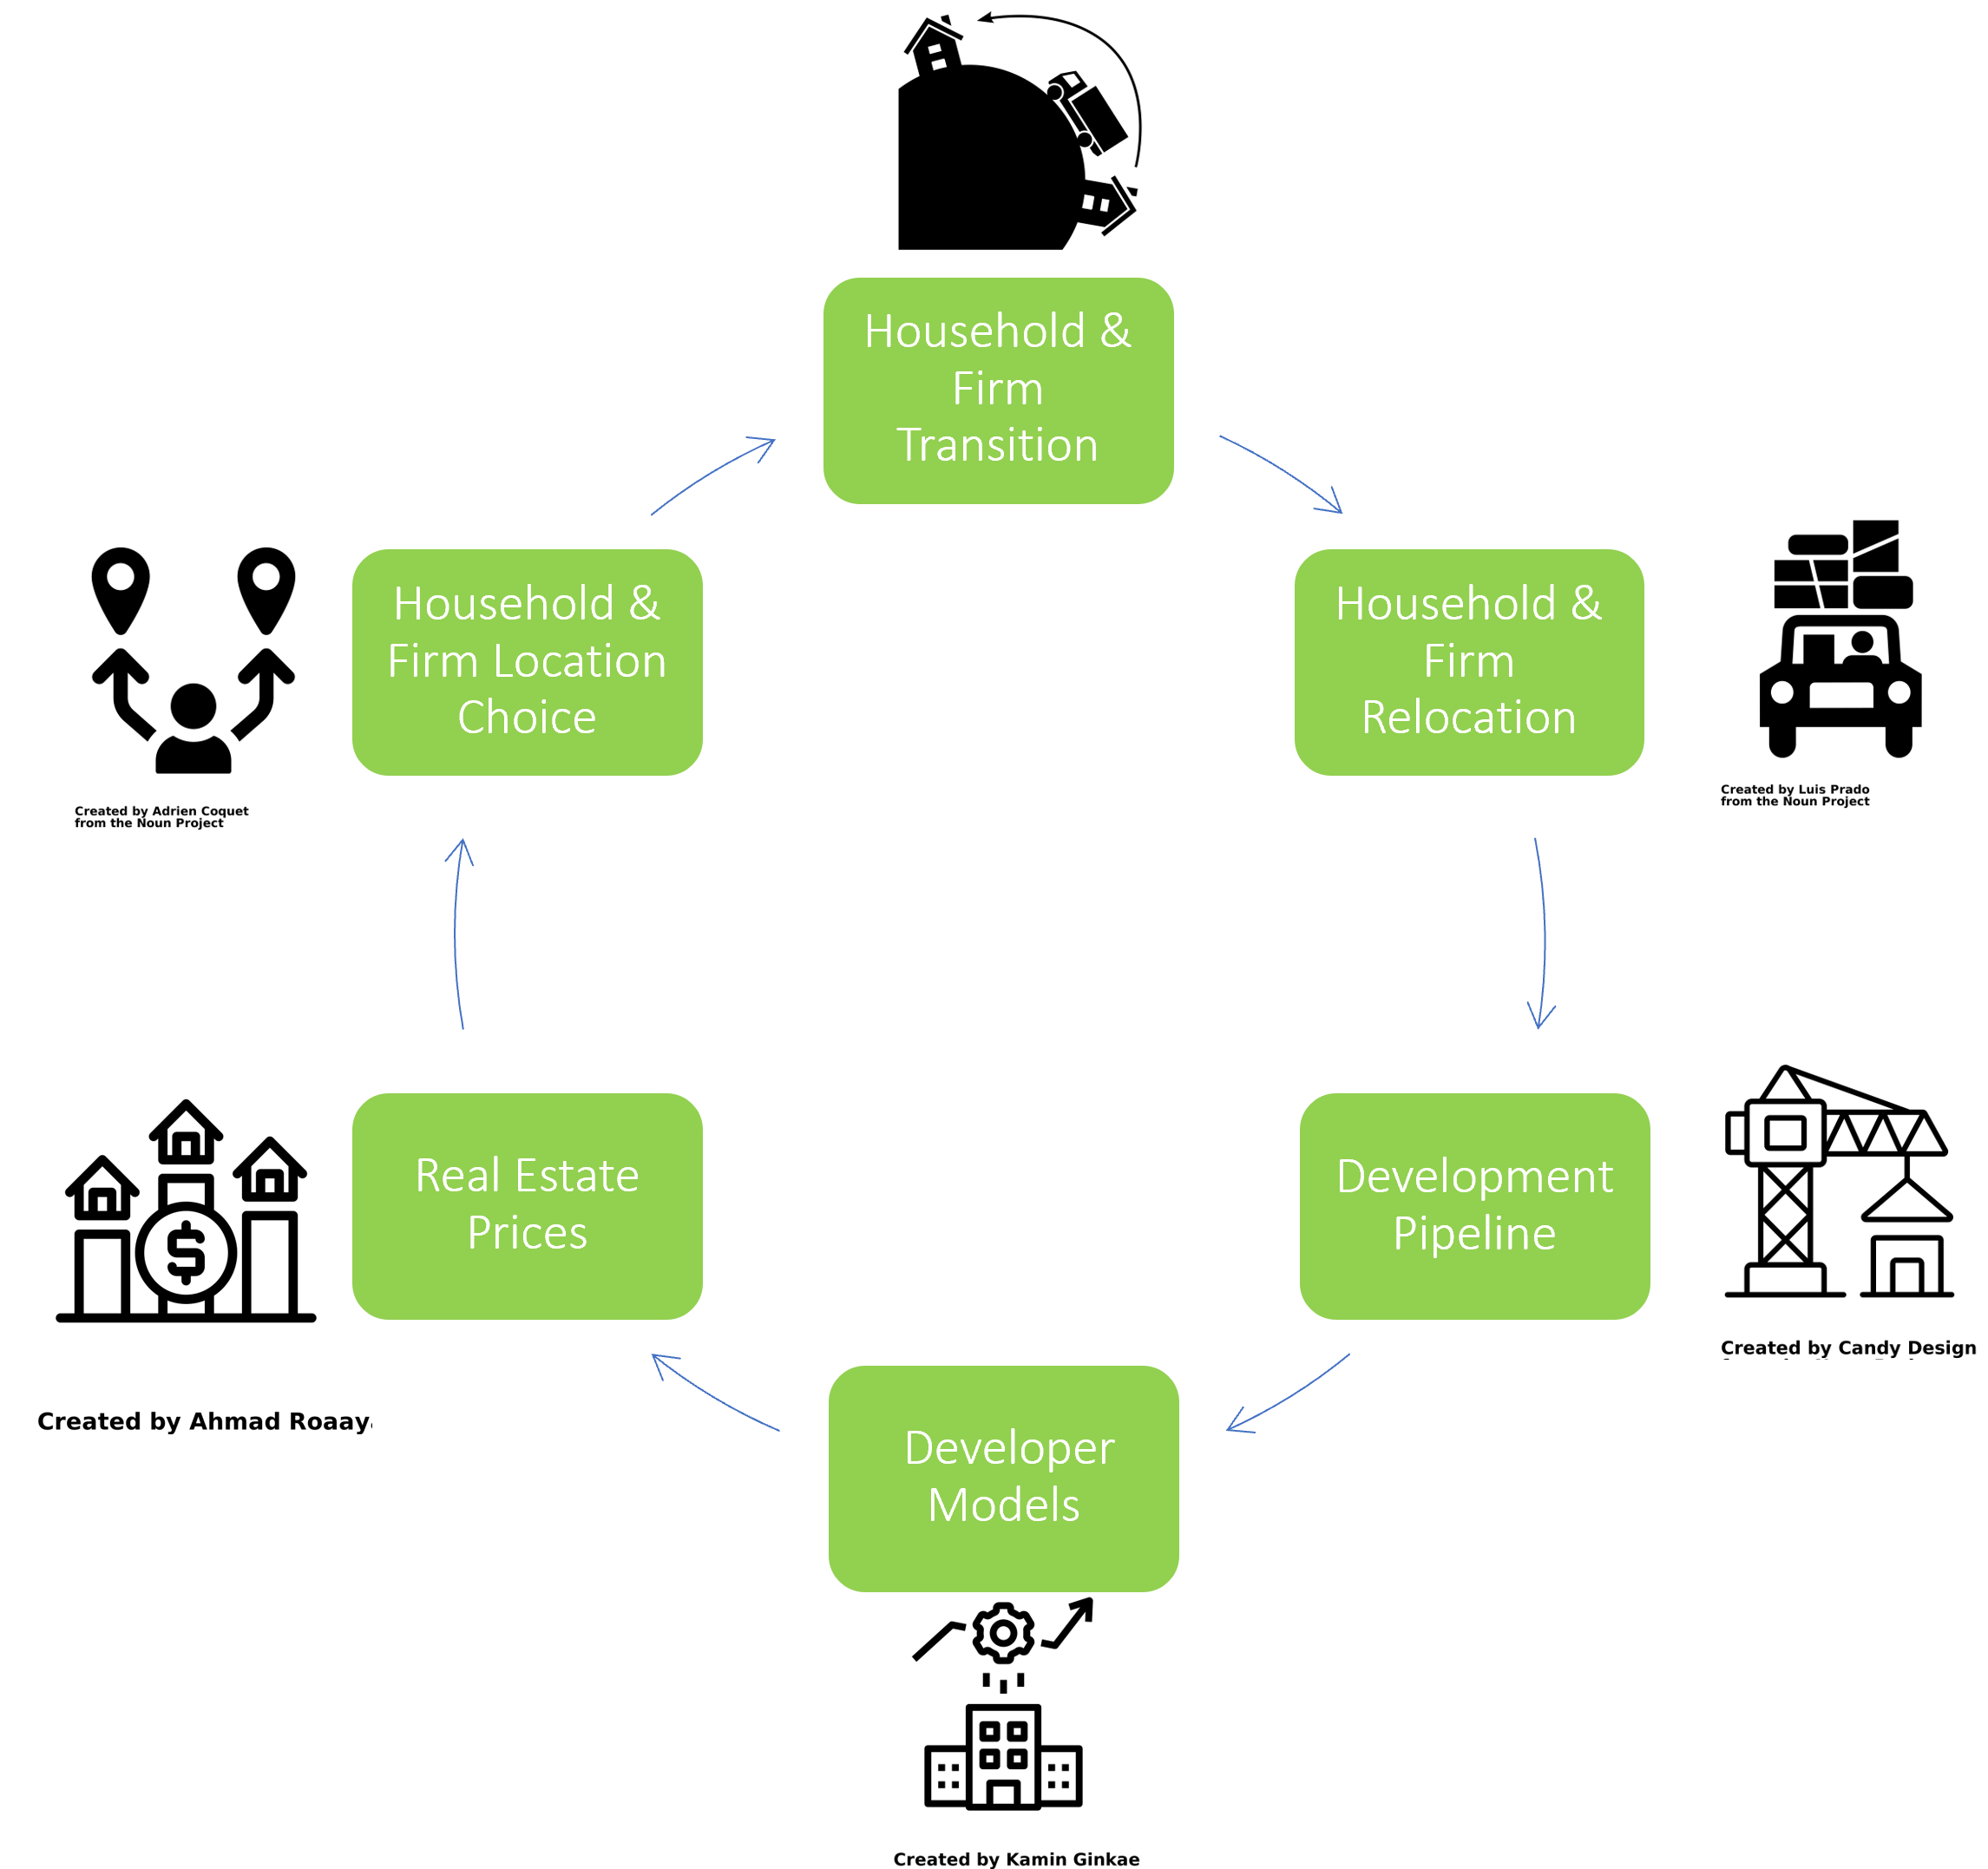 Household &
Firm
Transition
Household &
Firm Location
Choice
Household &
Firm
Relocation
Created by Adrien Coquet
from the Noun Project
Created by Luis Prado
from the Noun Project
Real Estate
Prices
Development
Pipeline
Created by Candy Design
Created by Ahmad Roaay
Developer
Models
$
Created by Kamin Ginkae